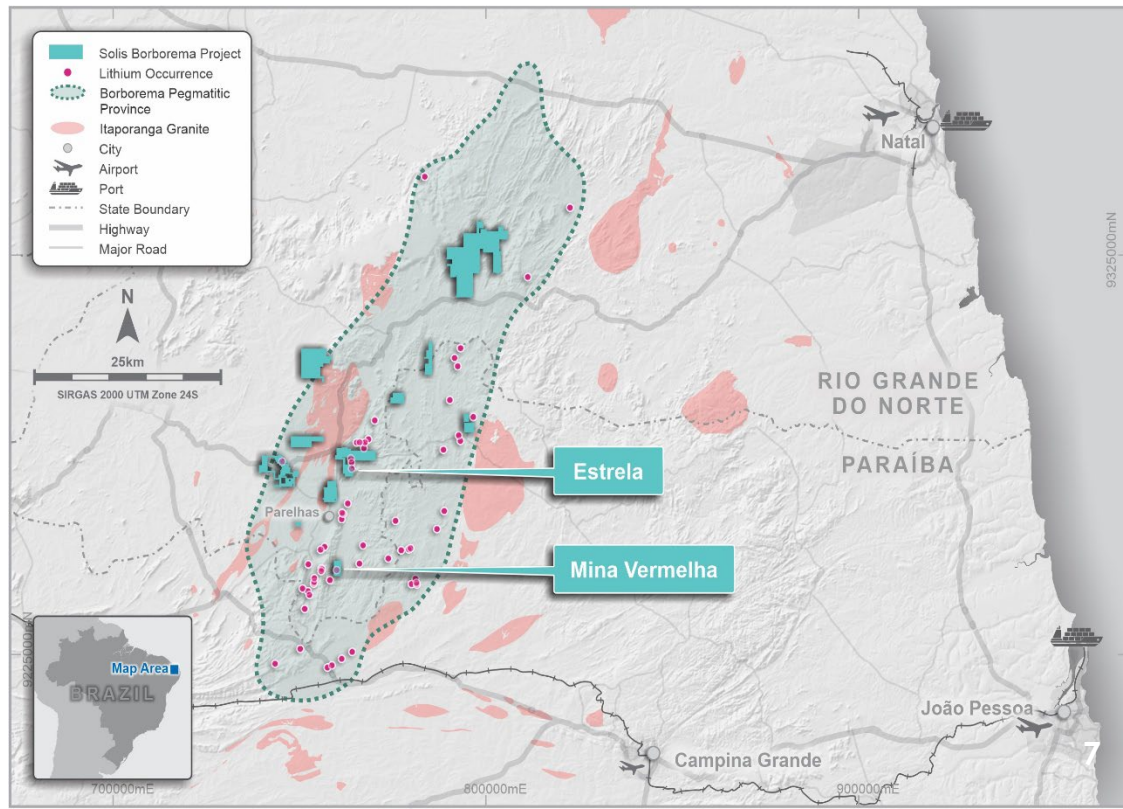 Solis Borborema Project
Lithium Occurrence
Borborema Pegmatitic
Province
Itaporanga Granite
City
Airport
Port
State Boundary
Highway
Major Road
N
25km
SIRGAS 2000 UTM Zone 24S
Natal
9325000mN
RIO GRANDE
DO NORTE
PARAÍBA
Estrela
Parelhas
Mina Vermelha
9225000mN
Map Area
BRAZIL
João Pessoa
7
Campina Grande
700000mE
800000mE
900000mE